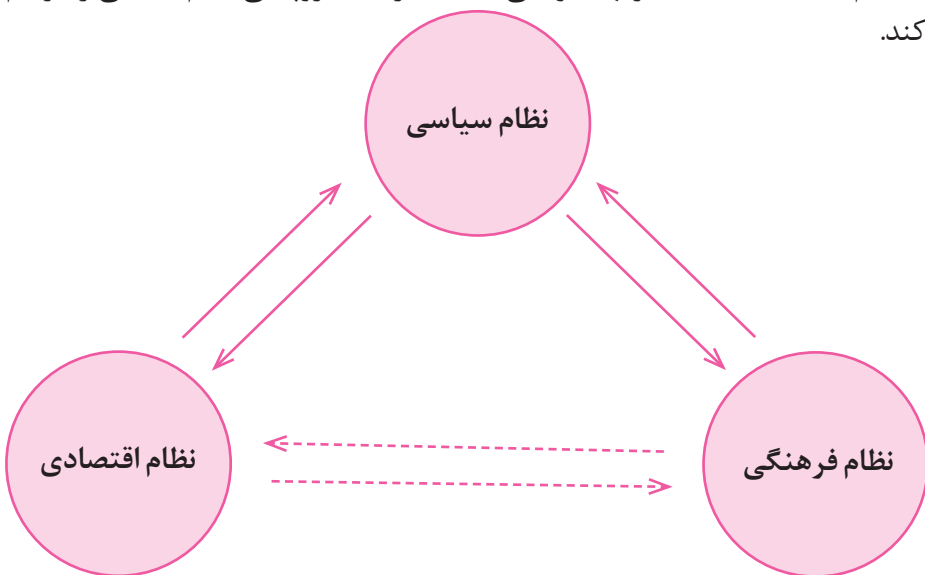 کند.
نظام سیاسی
نظام فرهنگی
نظام اقتصادی